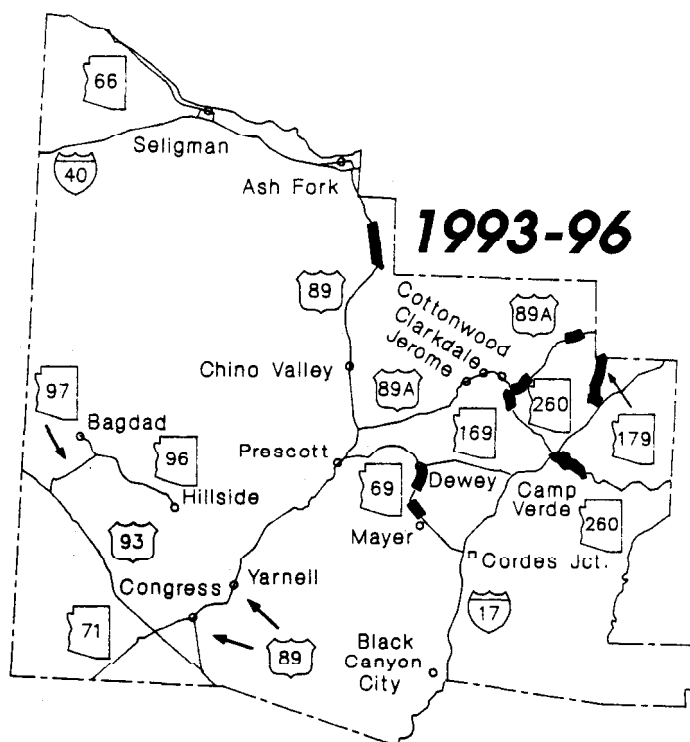 66
Seligman
40
Ash Fork
1993-96
89
Cottonwood
Clarkdale
Jerome
89A
Chino Valley
89A
97
Bagdad
96
260
179
169
Prescott
Hillside
69
Dewey
Camp
Verde
260
93
Mayer
Cordes Jct.
Congress
Yarnell
17
71
89
Black
Canyon
City